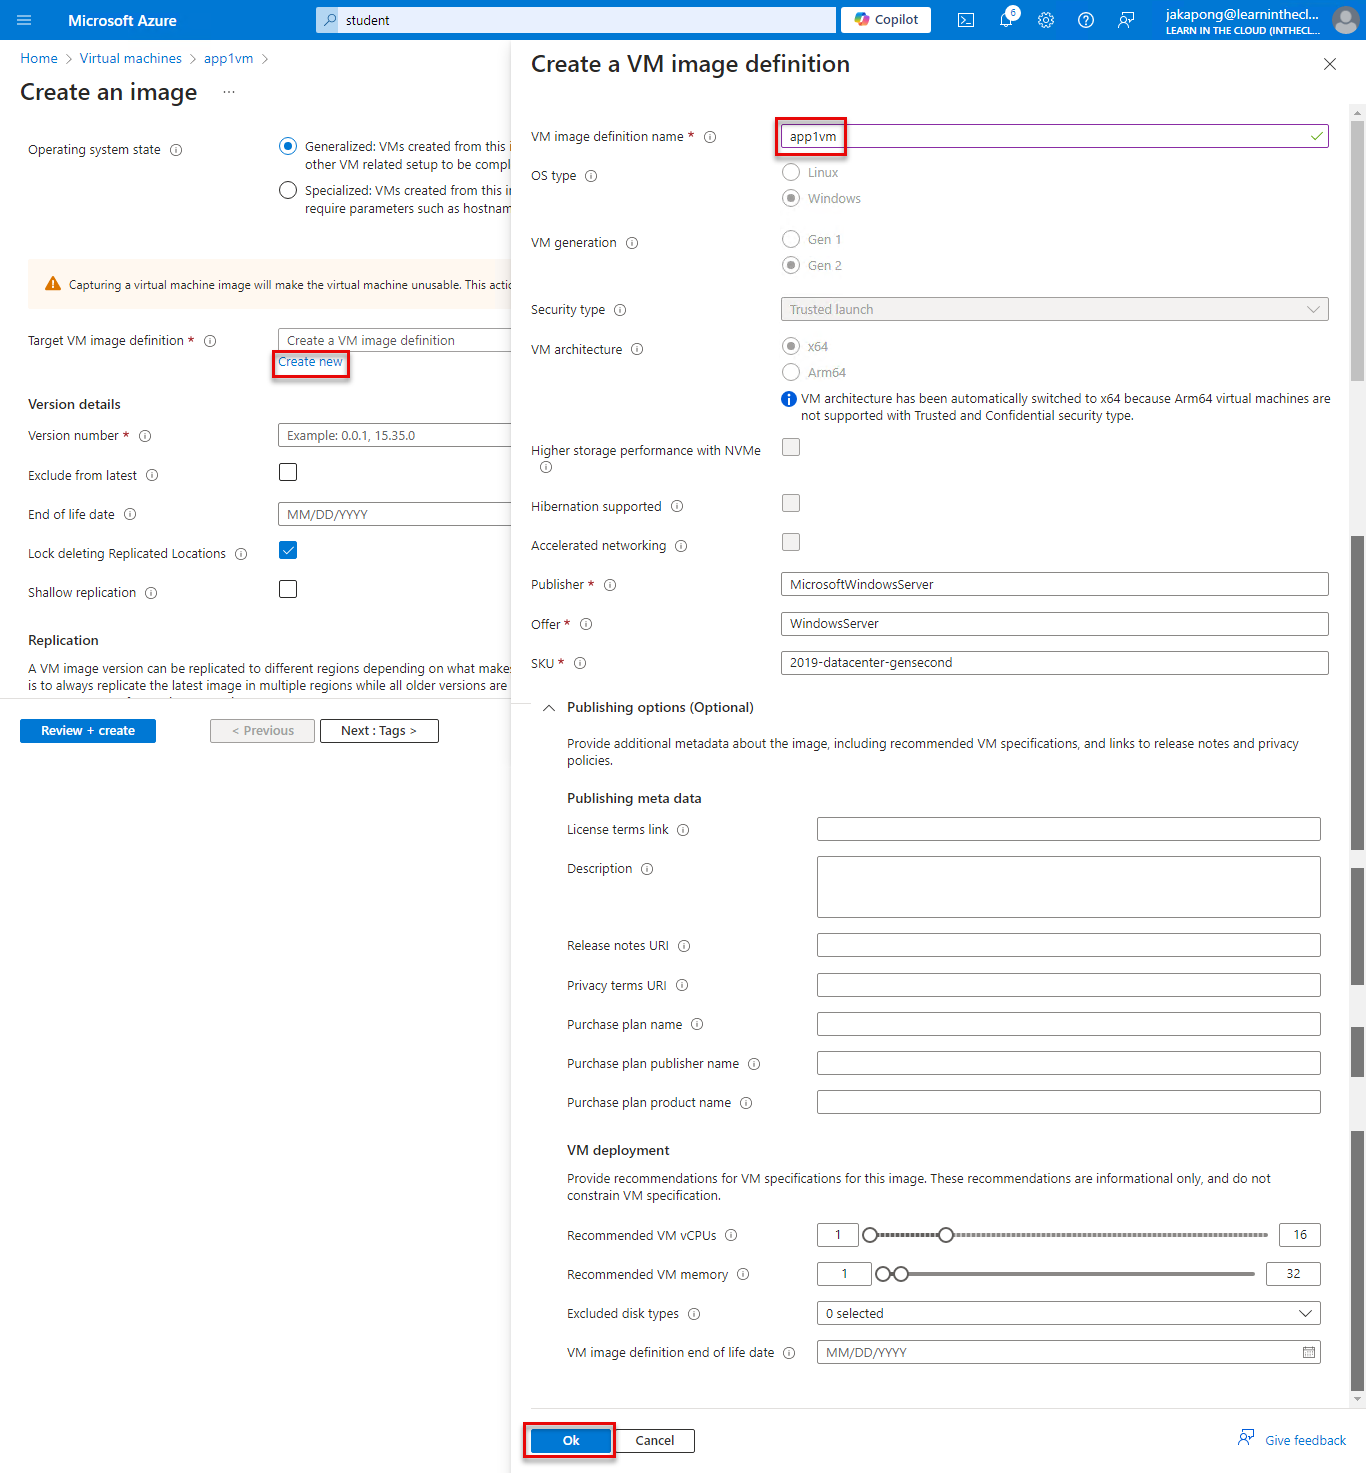 Microsoft Azure
student
Copilot
6
jakapong@learninthecl...
LEARN IN THE CLOUD (INTHECL...
Home > Virtual machines > app1vm >
Create an image ...
Operating system state
Generalized: VMs created from this i
other VM related setup to be compl
Specialized: VMs created from this in
require parameters such as hostnam
Capturing a virtual machine image will make the virtual machine unusable. This actio
Target VM image definition *
Create a VM image definition
Create new
Version details
Version number *
Example: 0.0.1, 15.35.0
Exclude from latest
End of life date
MM/DD/YYYY
Lock deleting Replicated Locations
Shallow replication
Replication
A VM image version can be replicated to different regions depending on what makes
is to always replicate the latest image in multiple regions while all older versions are
Review + create
< Previous
Next : Tags >
Create a VM image definition
VM image definition name *
app1vm
OS type
Linux
Windows
VM generation
Gen 1
Gen 2
Security type
Trusted launch
VM architecture
x64
Arm64
VM architecture has been automatically switched to x64 because Arm64 virtual machines are
not supported with Trusted and Confidential security type.
Higher storage performance with NVMe
Hibernation supported
Accelerated networking
Publisher *
MicrosoftWindowsServer
Offer *
WindowsServer
SKU *
2019-datacenter-gensecond
Publishing options (Optional)
Provide additional metadata about the image, including recommended VM specifications, and links to release notes and privacy
policies.
Publishing meta data
License terms link
Description
Release notes URI
Privacy terms URI
Purchase plan name
Purchase plan publisher name
Purchase plan product name
VM deployment
Provide recommendations for VM specifications for this image. These recommendations are informational only, and do not
constrain VM specification.
Recommended VM vCPUs
1
16
Recommended VM memory
1
32
Excluded disk types
0 selected
VM image definition end of life date
MM/DD/YYYY
Ok
Cancel
Give feedback